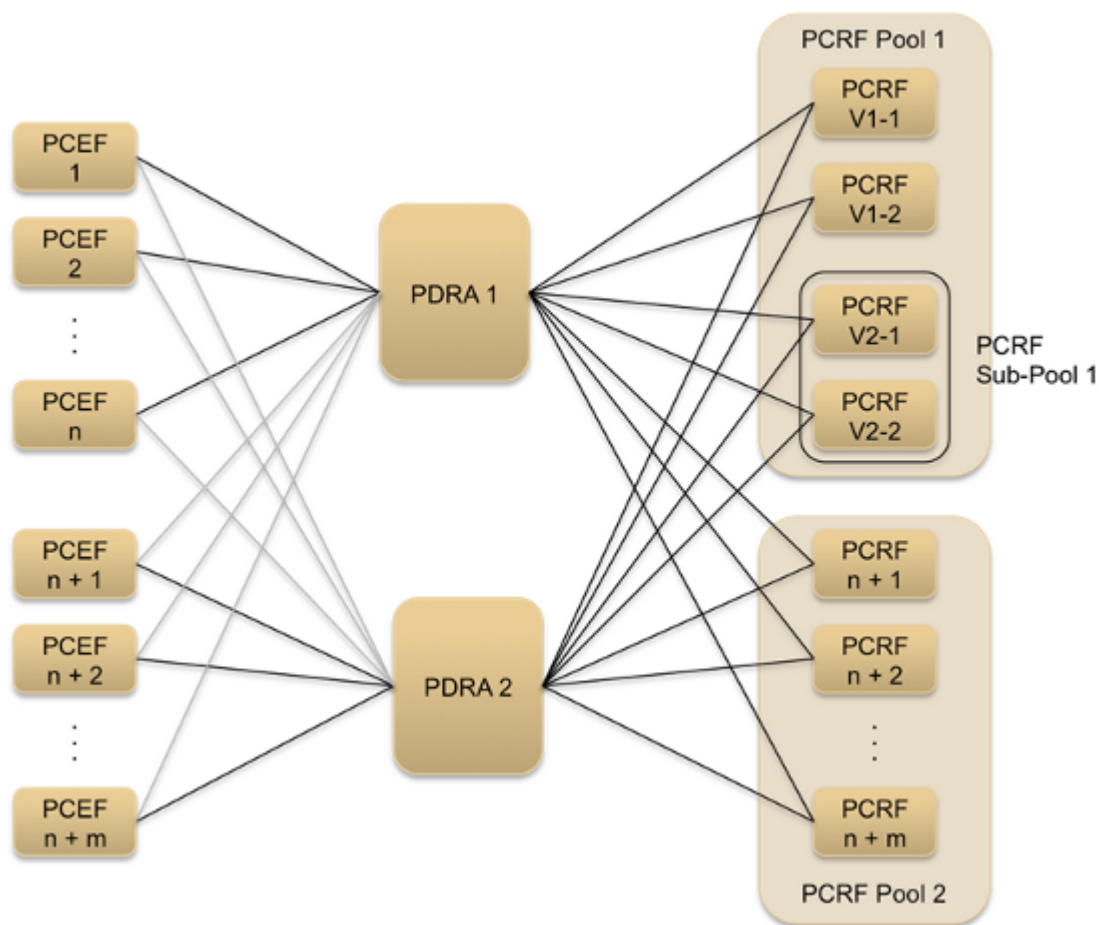 PCEF
1
PCEF
2
PCEF
n
PCEF
n + 1
PCEF
n + 2
PCEF
n + m
PDRA 1
PDRA 2
PCRF Pool 1
PCRF
V1-1
PCRF
V1-2
PCRF
V2-1
PCRF
V2-2
PCRF
Sub-Pool 1
PCRF
n + 1
PCRF
n + 2
PCRF
n + m
PCRF Pool 2